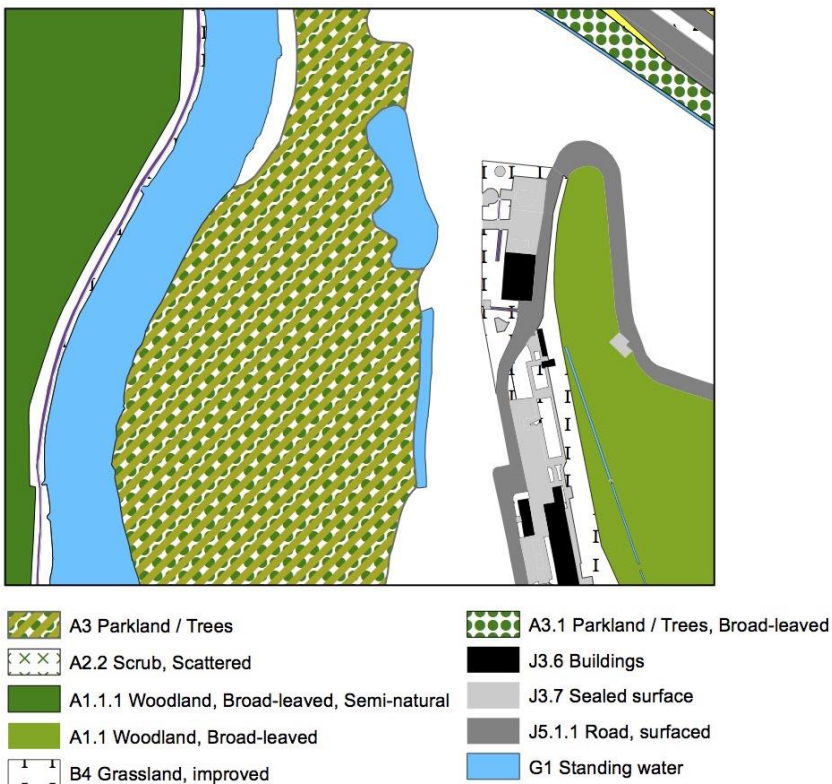 A3 Parkland / Trees
A2.2 Scrub, Scattered
A1.1.1 Woodland, Broad-leaved, Semi-natural
A1.1 Woodland, Broad-leaved
B4 Grassland, improved
A3.1 Parkland / Trees, Broad-leaved
J3.6 Buildings
J3.7 Sealed surface
J5.1.1 Road, surfaced
G1 Standing water